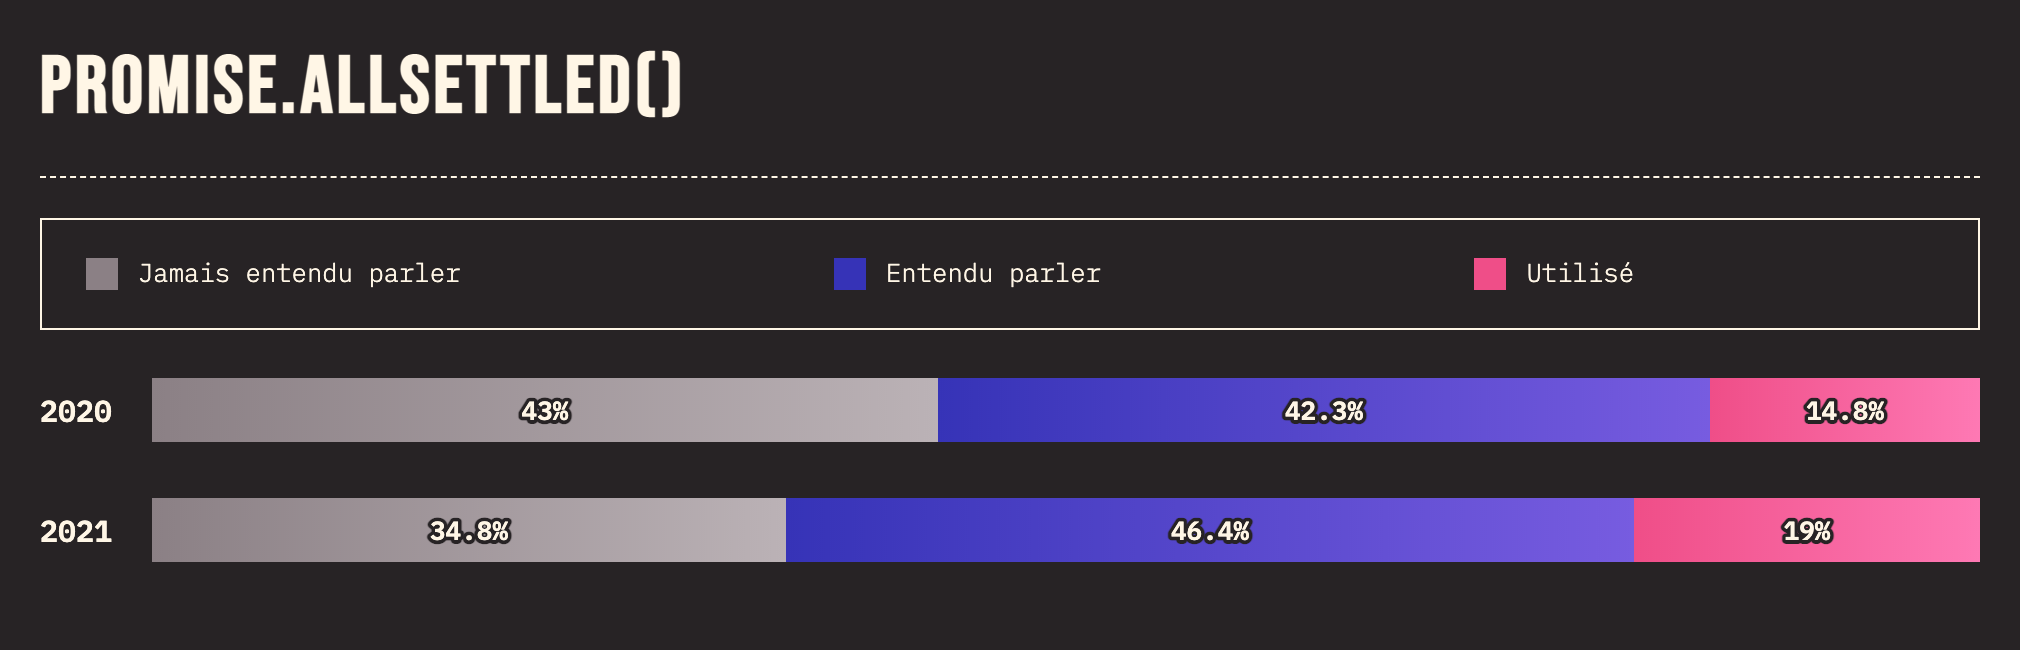 PROMISE.ALLSETTLED()
Jamais entendu parler Entendu parler Utilisé
2020 43% 42.3% 14.8%
2021 34.8% 46.4% 19%